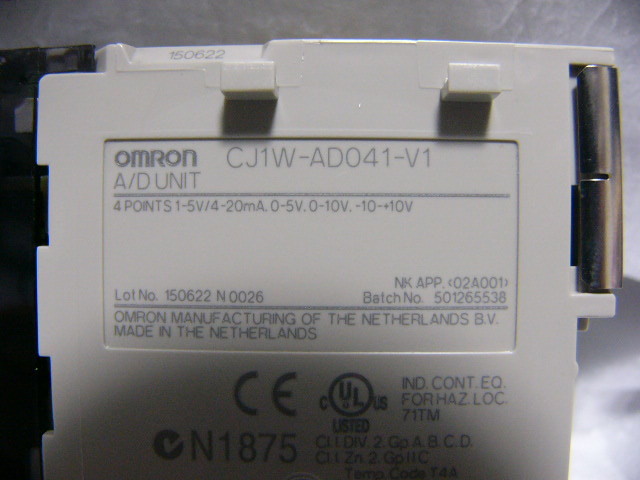 150622
OMRON CJ1W-AD041-V1
A/D UNIT
4 POINTS 1-5V/4-20mA, 0-5V, 0-10V, -10-+10V
NK APP. <02A001>
Lot No. 150622 N 0026 Batch No. 501265538
OMRON MANUFACTURING OF THE NETHERLANDS B.V.
MADE IN THE NETHERLANDS
CE
C UL US
LISTED
IND. CONT. EQ.
FOR HAZ. LOC.
71TM
N1875
Cl.I, DIV. 2, Gp.A, B, C, D,
Cl.I, Zn. 2, Gp IIC
Temp. Code T4A